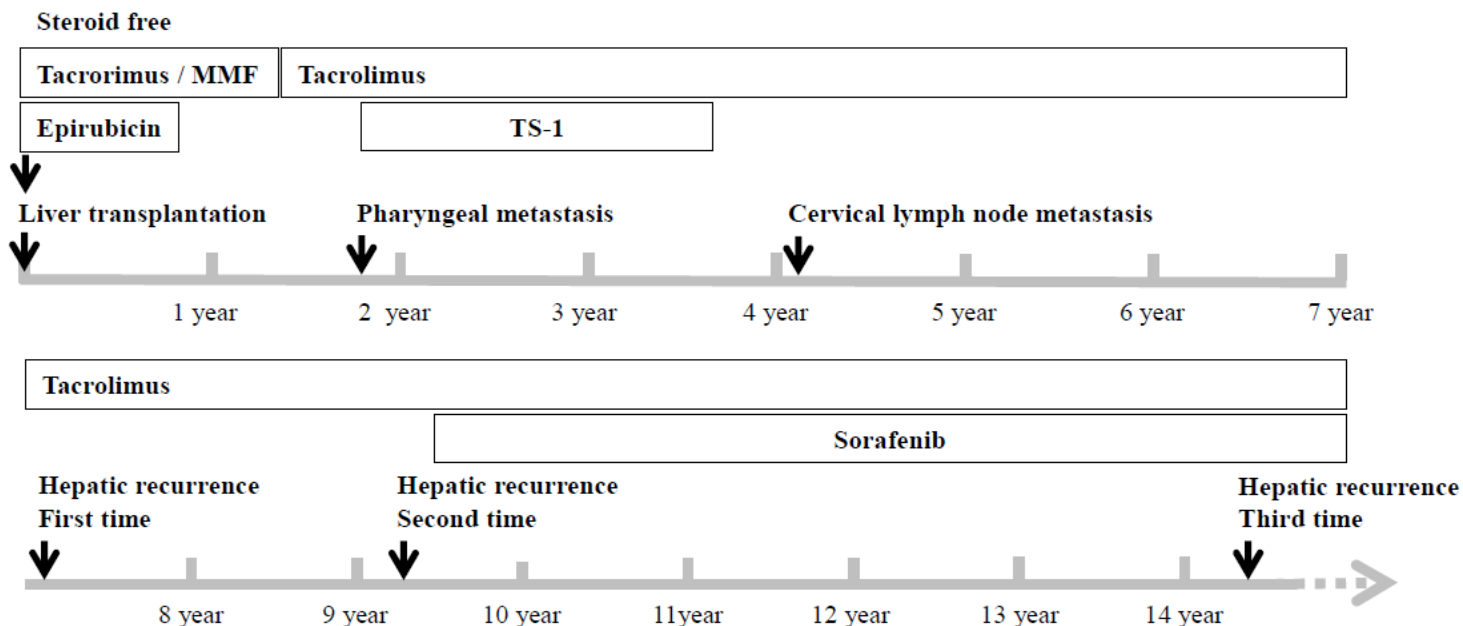 Steroid free
Tacrorimus / MMF
Tacrolimus
Epirubicin
TS-1
Liver transplantation
Pharyngeal metastasis
Cervical lymph node metastasis
1 year
2 year
3 year
4 year
5 year
6 year
7 year
Tacrolimus
Sorafenib
Hepatic recurrence
First time
Hepatic recurrence
Second time
Hepatic recurrence
Third time
8 year
9 year
10 year
11year
12 year
13 year
14 year